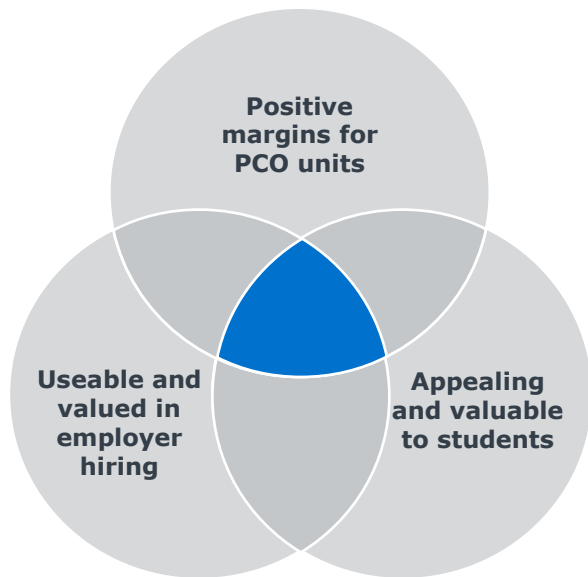 Positive
margins for
PCO units
Useable and
valued in
employer
hiring
Appealing
and valuable
to students